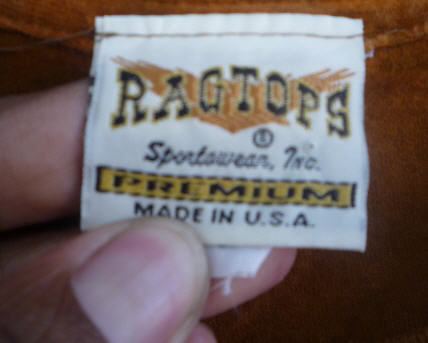 RAGTOPS
®
Sportswear, Inc.
PREMIUM
MADE IN U.S.A.